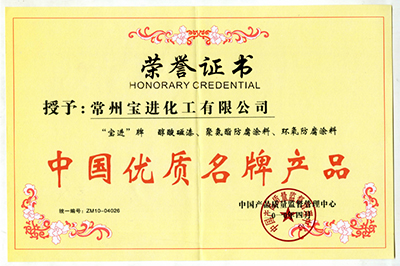 荣誉证书
HONORARY CREDENTIAL
授予：常州宝进化工有限公司
“宝进”牌 醇酸磁漆、聚氨酯防腐涂料、环氧防腐涂料
中国优质名牌产品
统一编号：ZM10-04026
中国产品质量监督管理中心